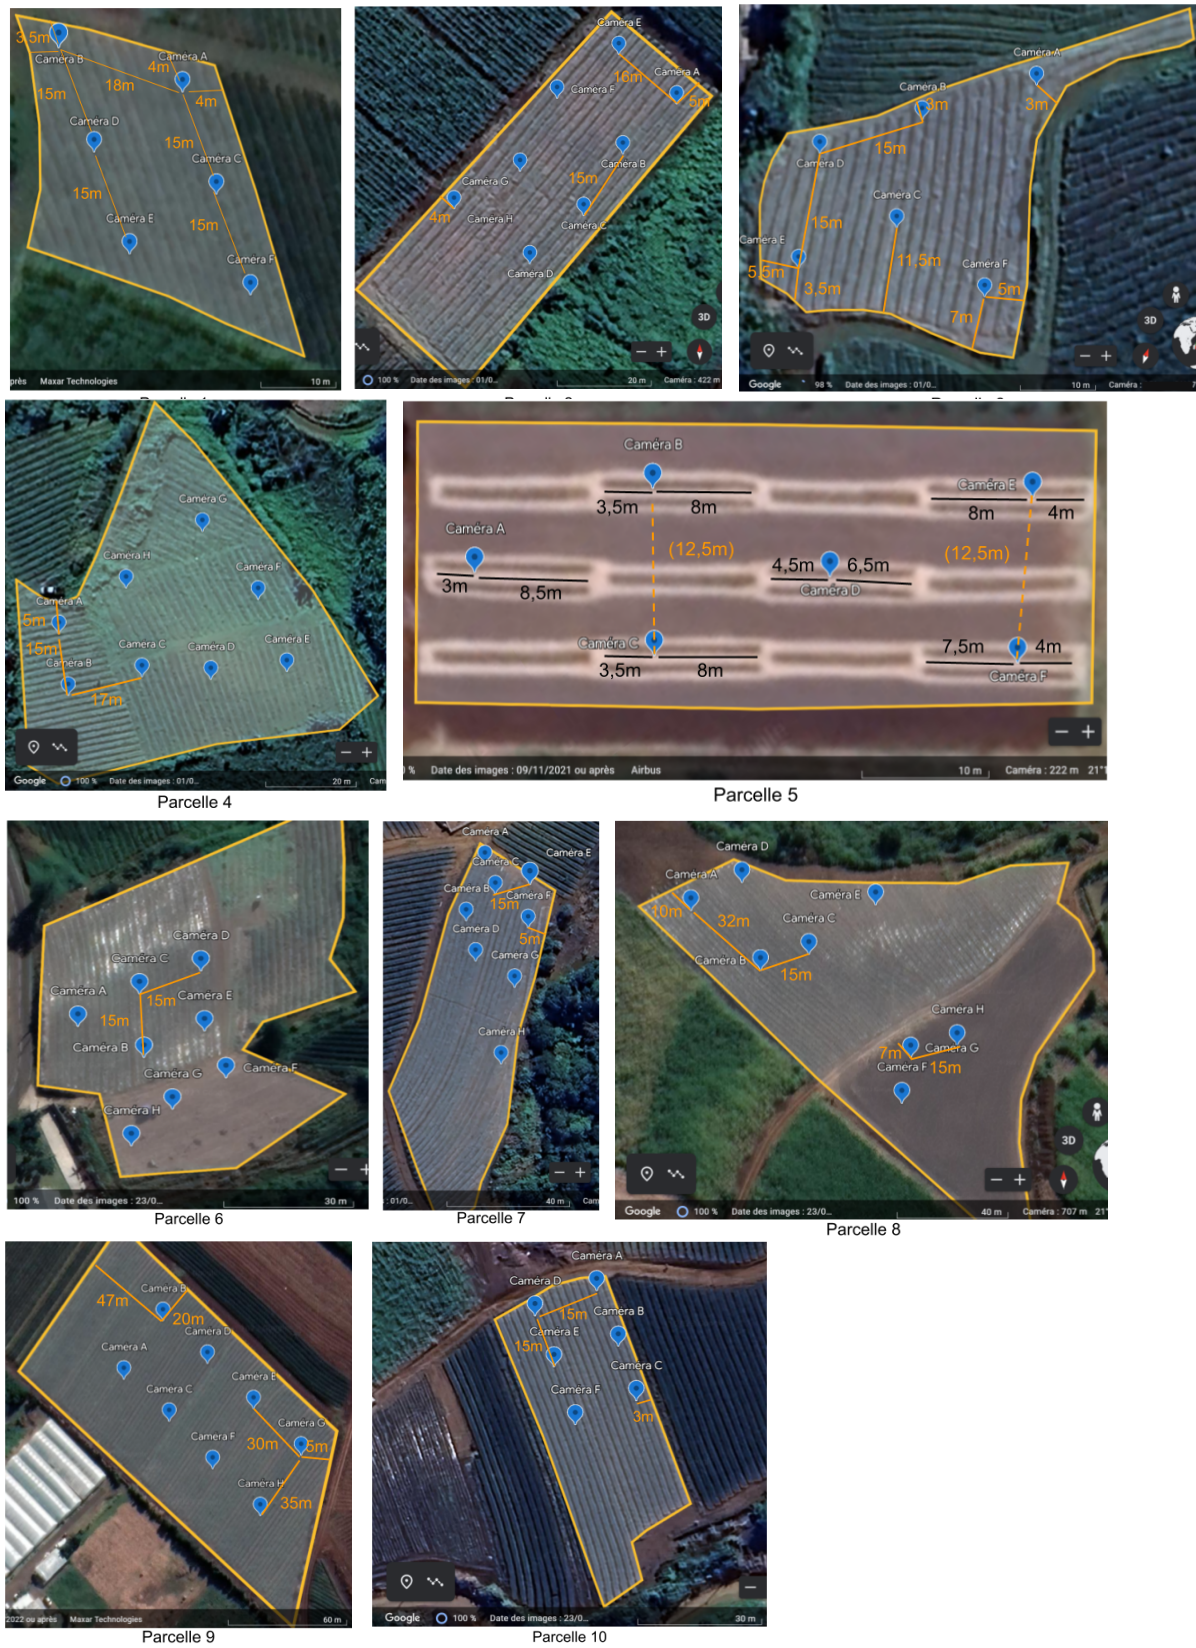 3,5m
Caméra B
Caméra A
4m
18m
4m
15m
Caméra D
15m
Caméra C
15m
15m
Caméra E
Caméra F
près Maxar Technologies 10 m
Caméra E
16m
Caméra A
5m
Caméra F
Caméra B
15m
Caméra G
4m
Caméra H
Caméra C
Caméra D
3D
100 % Date des images : 01/0... 20 m Caméra : 422 m
Caméra A
Caméra B
3m
3m
15m
Caméra D
Caméra C
15m
Caméra E
11,5m
5,5m
3,5m
Caméra F
5m
7m
3D
Google 98 % Date des images : 01/0... 10 m Caméra :
Caméra G
Caméra H
Caméra F
Caméra A
5m
15m
Caméra B
Caméra C
Caméra D
Caméra E
17m
Google 100 % Date des images : 01/0... 20 m Cam
Parcelle 4
Caméra B
3,5m 8m
Caméra E
8m 4m
Caméra A
(12,5m)
(12,5m)
3m 8,5m
4,5m 6,5m
Caméra D
Caméra C
3,5m 8m
7,5m 4m
Caméra F
% Date des images : 09/11/2021 ou après Airbus 10 m Caméra : 222 m 21°1
Parcelle 5
Caméra D
Caméra C
15m
Caméra A
Caméra E
15m
Caméra B
Caméra G
Caméra F
Caméra H
100 % Date des images : 23/0... 30 m
Parcelle 6
Caméra A
Caméra C
Caméra E
Caméra B
15m
Caméra F
Caméra D
5m
Caméra G
Caméra H
: 01/0... 40 m Cam
Parcelle 7
Caméra D
Caméra A
Caméra E
10m
32m
Caméra C
Caméra B
15m
Caméra H
7m
Caméra G
Caméra F
15m
3D
Google 100 % Date des images : 23/0... 40 m Caméra : 707 m 21°
Parcelle 8
Caméra B
47m
20m
Caméra D
Caméra A
Caméra E
Caméra C
Caméra G
Caméra F
30m
5m
Caméra H
35m
2022 ou après Maxar Technologies 60 m
Parcelle 9
Caméra A
Caméra D
15m
Caméra B
Caméra E
15m
Caméra C
Caméra F
3m
Google 100 % Date des images : 23/0... 30 m
Parcelle 10